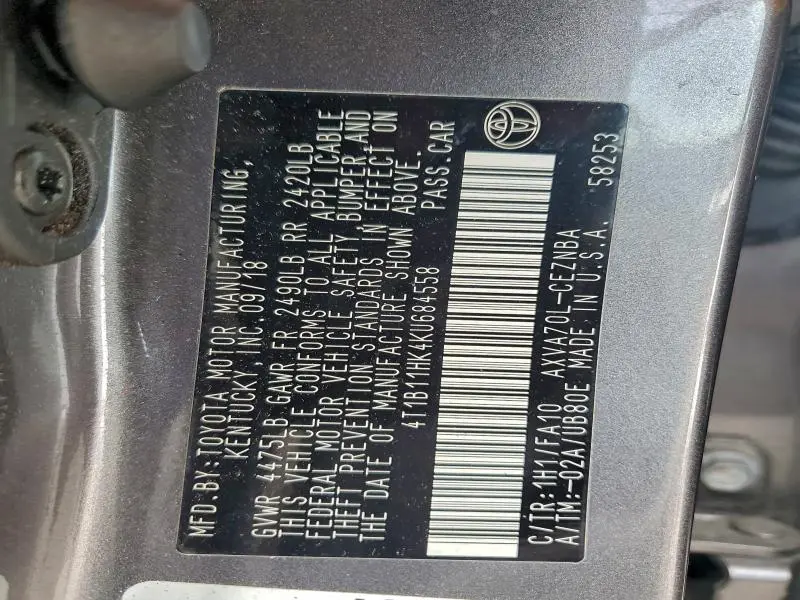 MFD.BY:TOYOTA MOTOR MANUFACTURING,
KENTUCKY, INC. 09/18
GVWR 4475LB GAWR FR 2490LB RR 2420LB
THIS VEHICLE CONFORMS TO ALL APPLICABLE
FEDERAL MOTOR VEHICLE SAFETY, BUMPER, AND
THEFT PREVENTION STANDARDS IN EFFECT ON
THE DATE OF MANUFACTURE SHOWN ABOVE.
4T1B11HK4KU684558 PASS.CAR
C/TR:1H1/FA10 AXVA70L-CEZNBA
A/TM:-02A/UB80E MADE IN U.S.A. 58253